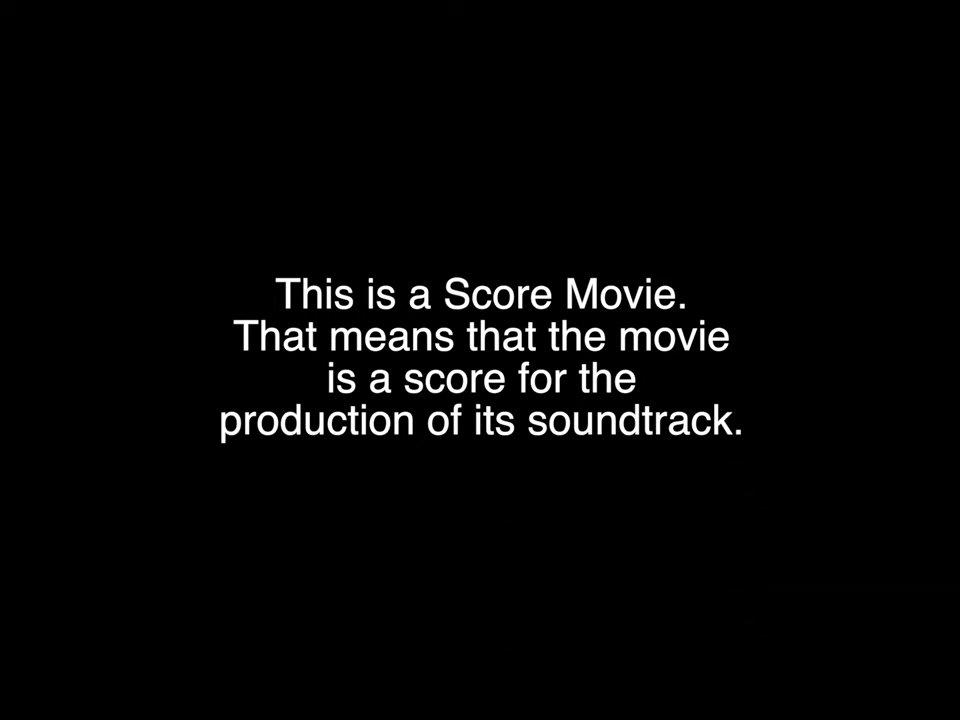 This is a Score Movie.
That means that the movie
is a score for the
production of its soundtrack.